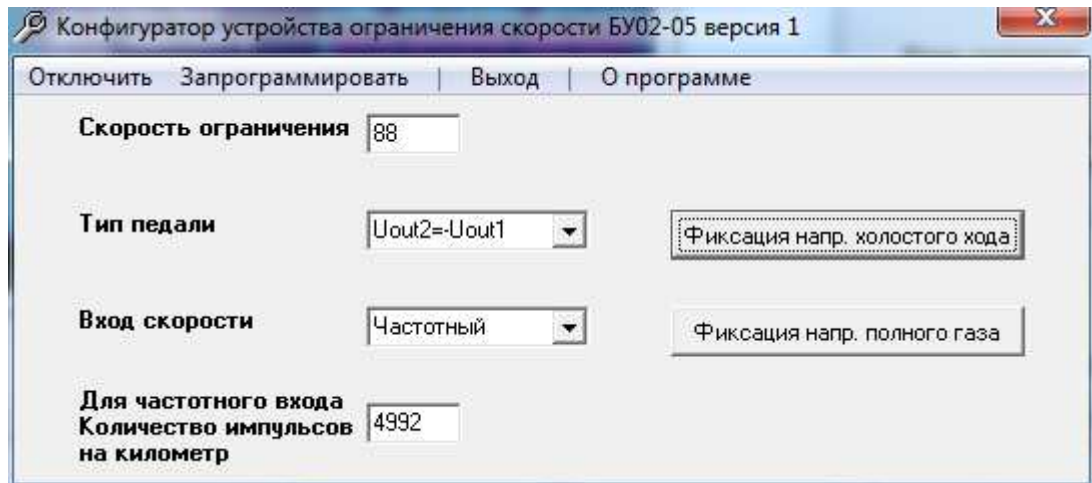 Конфигуратор устройства ограничения скорости БУ02-05 версия 1
Отключить Запрограммировать | Выход | О программе
Скорость ограничения 88
Тип педали Uout2=-Uout1 Фиксация напр. холостого хода
Вход скорости Частотный Фиксация напр. полного газа
Для частотного входа
Количество импульсов 4992
на километр